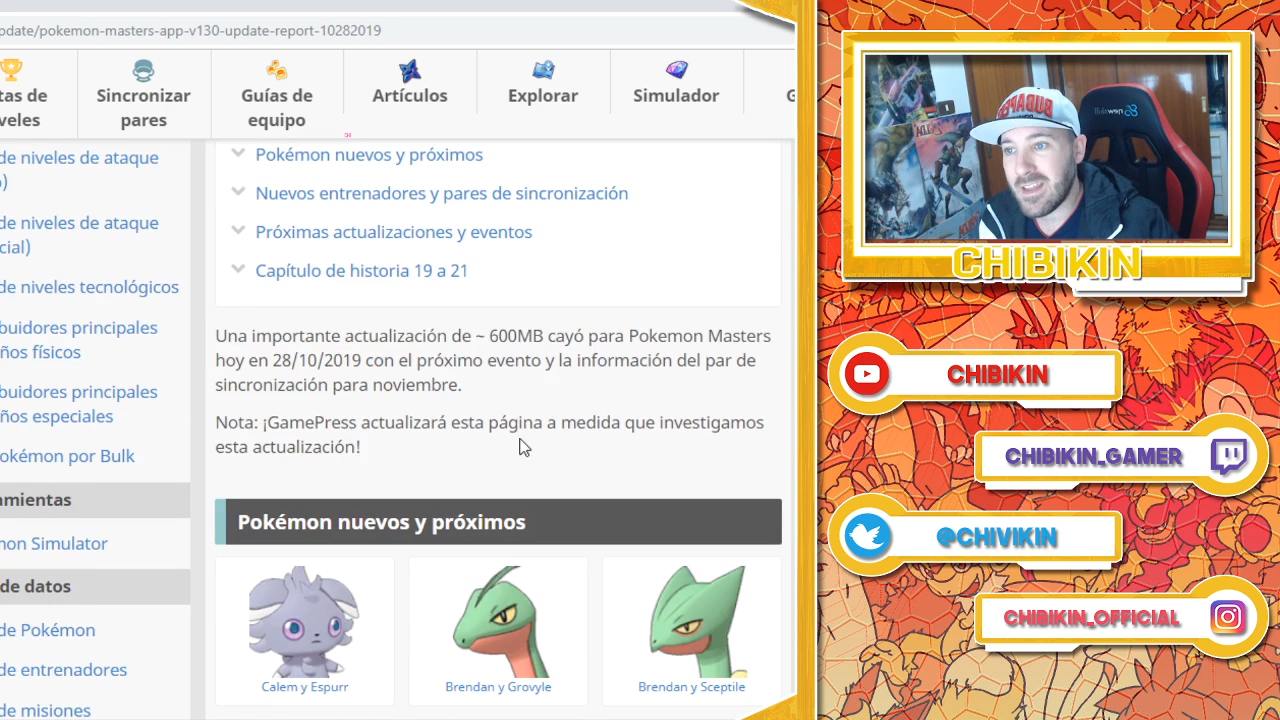 pdate/pokemon-masters-app-v130-update-report-10282019
tas de
veles
Sincronizar
pares
Guías de
equipo
Artículos
Explorar
Simulador
G
de niveles de ataque
)
de niveles de ataque
cial)
de niveles tecnológicos
buidores principales
ños físicos
buidores principales
ños especiales
okémon por Bulk
amientas
non Simulator
de datos
de Pokémon
de entrenadores
de misiones
Pokémon nuevos y próximos
Nuevos entrenadores y pares de sincronización
Próximas actualizaciones y eventos
Capítulo de historia 19 a 21
Una importante actualización de ~ 600MB cayó para Pokemon Masters
hoy en 28/10/2019 con el próximo evento y la información del par de
sincronización para noviembre.
Nota: ¡GamePress actualizará esta página a medida que investigamos
esta actualización!
Pokémon nuevos y próximos
Calem y Espurr
Brendan y Grovyle
Brendan y Sceptile
CHIBIKIN
CHIBIKIN
CHIBIKIN_GAMER
@CHIVIKIN
CHIBIKIN_OFFICIAL